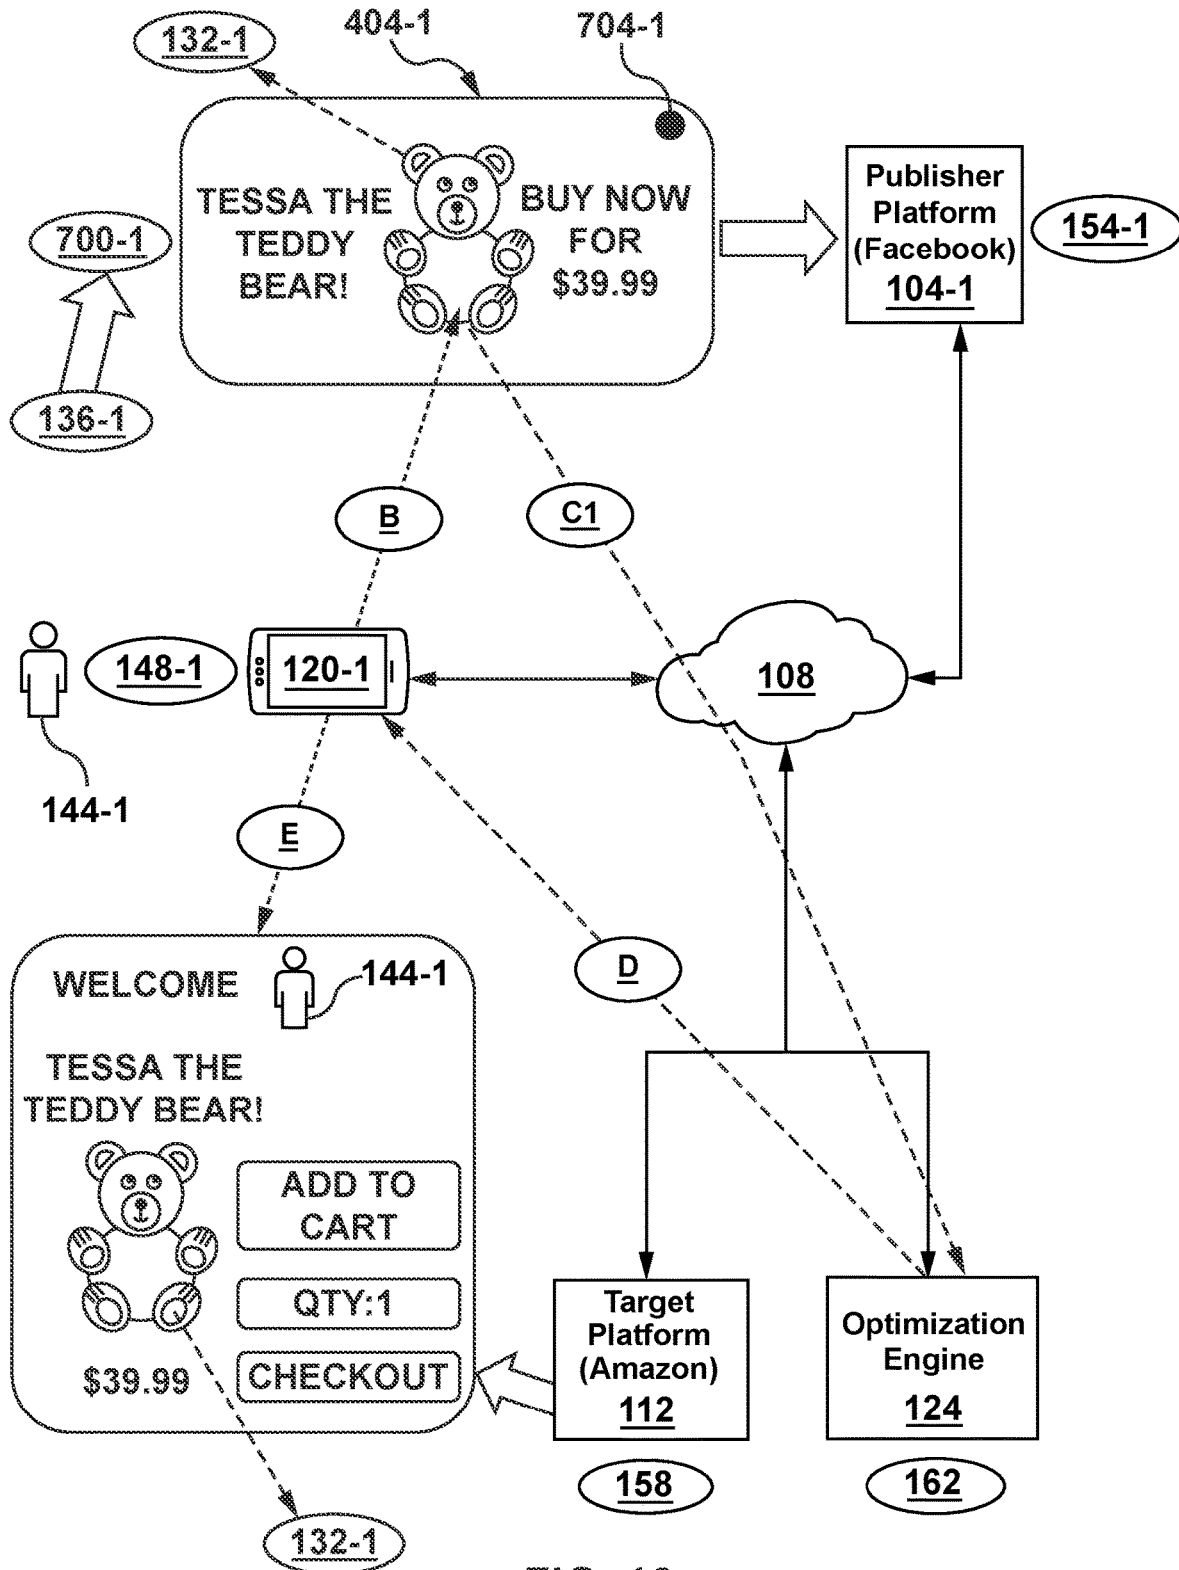 132-1
404-1
704-1
TESSA THE
TEDDY
BEAR!
BUY NOW
FOR
$39.99
Publisher
Platform
(Facebook)
104-1
154-1
700-1
136-1
B
C1
148-1
120-1
108
144-1
E
D
WELCOME
144-1
TESSA THE
TEDDY BEAR!
ADD TO
CART
QTY:1
$39.99
CHECKOUT
Target
Platform
(Amazon)
112
Optimization
Engine
124
158
162
132-1